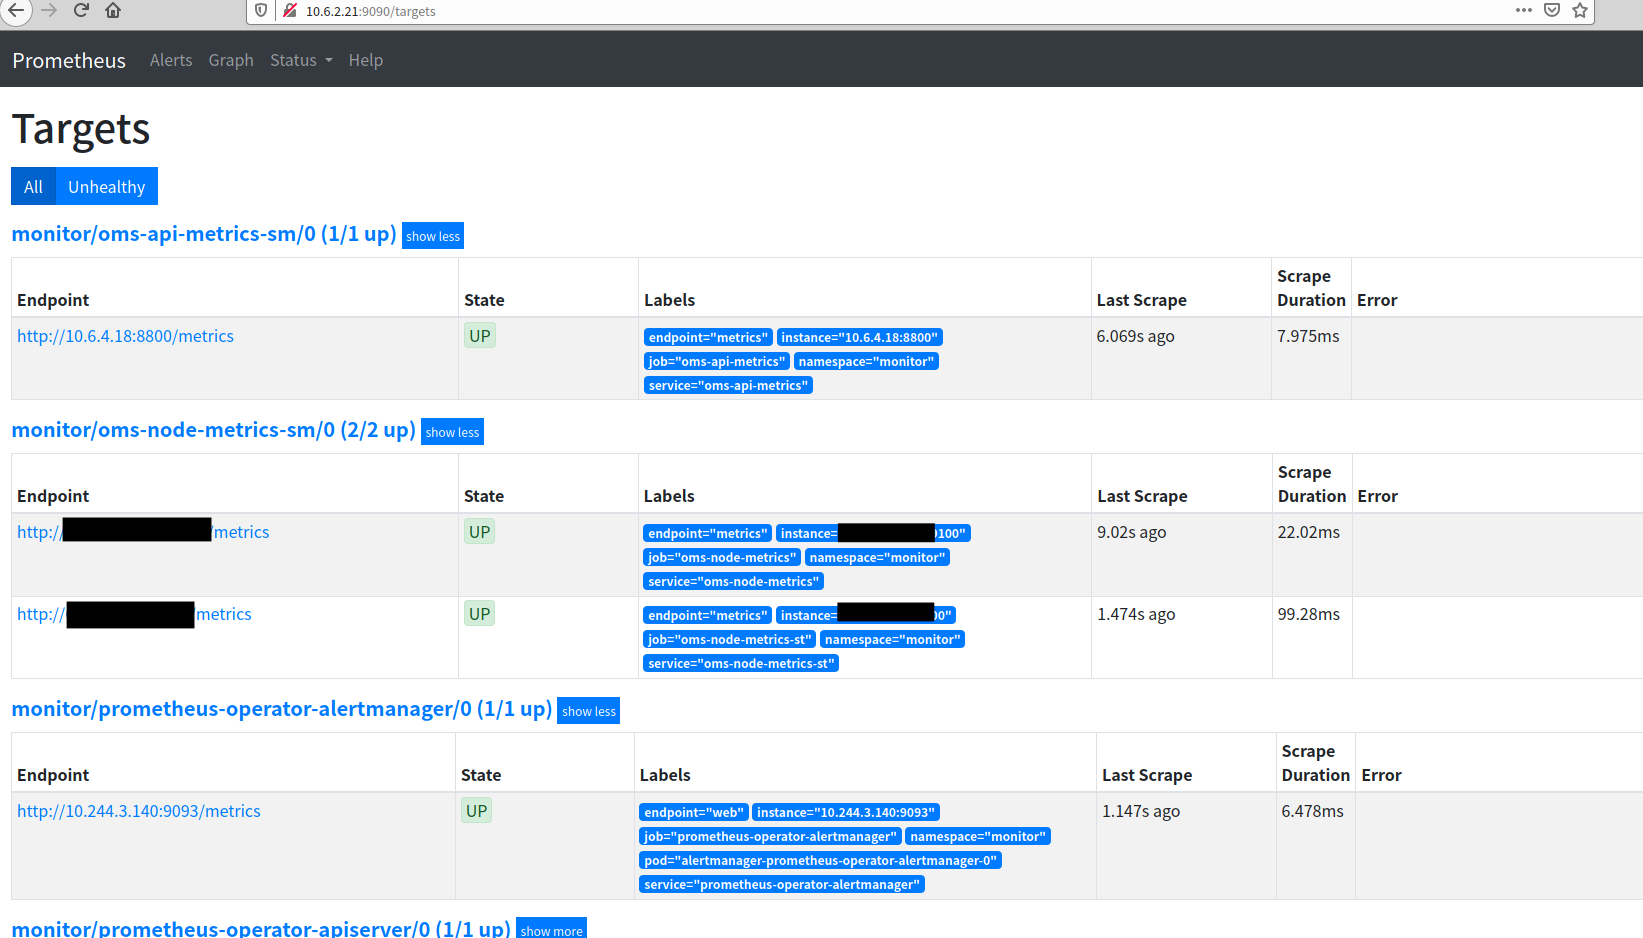 10.6.2.21:9090/targets
Prometheus Alerts Graph Status Help
Targets
All Unhealthy
monitor/oms-api-metrics-sm/0 (1/1 up) show less
Endpoint State Labels Last Scrape Scrape Duration Error
http://10.6.4.18:8800/metrics UP endpoint="metrics" instance="10.6.4.18:8800" 6.069s ago 7.975ms
job="oms-api-metrics" namespace="monitor"
service="oms-api-metrics"
monitor/oms-node-metrics-sm/0 (2/2 up) show less
Endpoint State Labels Last Scrape Scrape Duration Error
http:// /metrics UP endpoint="metrics" instance= 100" 9.02s ago 22.02ms
job="oms-node-metrics" namespace="monitor"
service="oms-node-metrics"
http:// metrics UP endpoint="metrics" instance= 0" 1.474s ago 99.28ms
job="oms-node-metrics-st" namespace="monitor"
service="oms-node-metrics-st"
monitor/prometheus-operator-alertmanager/0 (1/1 up) show less
Endpoint State Labels Last Scrape Scrape Duration Error
http://10.244.3.140:9093/metrics UP endpoint="web" instance="10.244.3.140:9093" 1.147s ago 6.478ms
job="prometheus-operator-alertmanager" namespace="monitor"
pod="alertmanager-prometheus-operator-alertmanager-0"
service="prometheus-operator-alertmanager"
monitor/prometheus-operator-apiserver/0 (1/1 up) show more